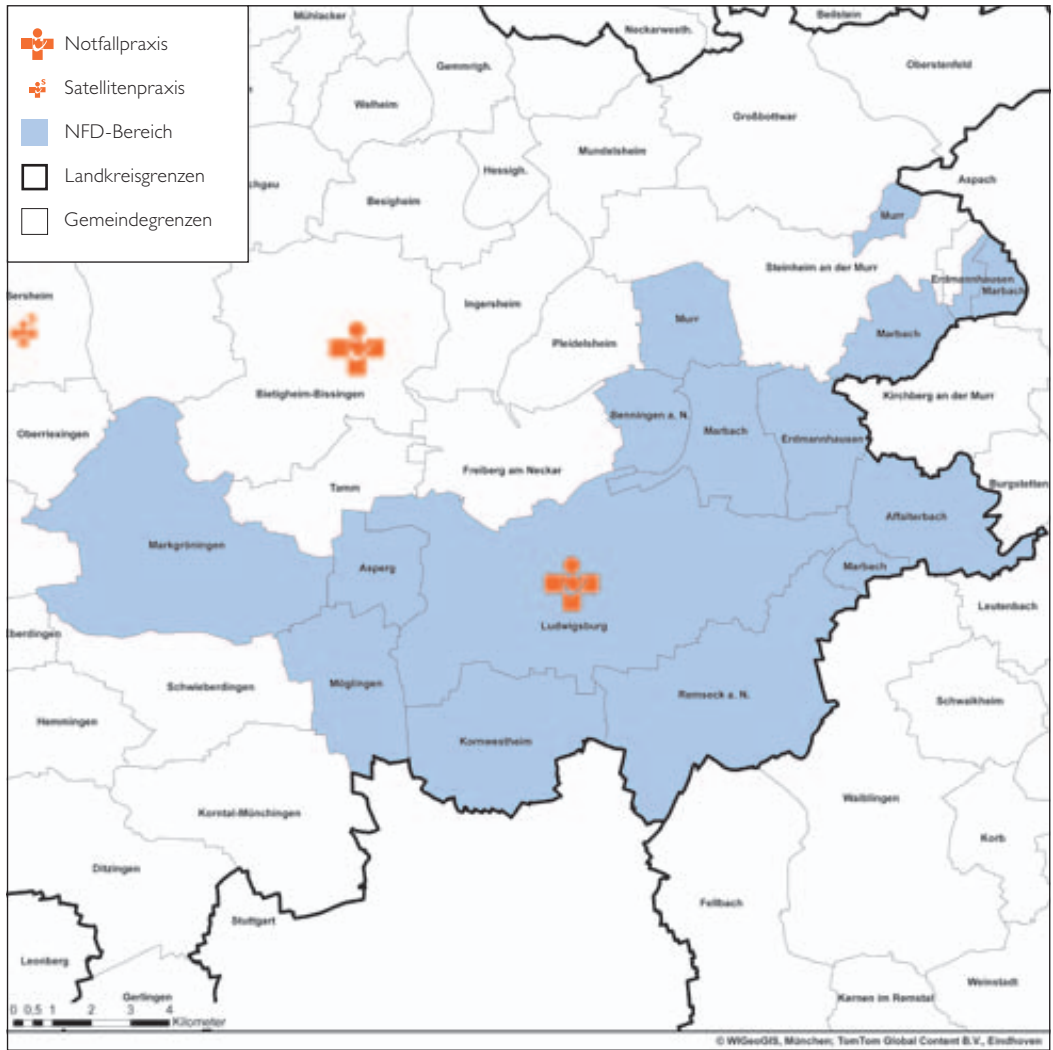 Notfallpraxis
Satellitenpraxis
NFD-Bereich
Landkreisgrenzen
Gemeindegrenzen
Mühlacker
Neckarwesth.
Beilstein
Gemmrigh.
Oberstenfeld
Walheim
Großbottwar
Mundelsheim
Hessigh.
Besigheim
Aspach
Murr
Steinheim an der Murr
Erdmannhausen
Marbach
Ingersheim
Murr
Marbach
Pleidelsheim
Bietigheim-Bissingen
Kirchberg an der Murr
Benningen a. N.
Marbach
Erdmannhausen
Oberriexingen
Freiberg am Neckar
Tamm
Burgstetten
Affalterbach
Markgröningen
Asperg
Marbach
Ludwigsburg
Leutenbach
Schwieberdingen
Möglingen
Remseck a. N.
Schwaikheim
Hemmingen
Kornwestheim
Waiblingen
Korntal-Münchingen
Korb
Ditzingen
Fellbach
Stuttgart
Leonberg
Weinstadt
Gerlingen
Kernen im Remstal
0 0,5 1 2 3 4
Kilometer
© WIGeoGIS, München; TomTom Global Content B.V., Eindhoven